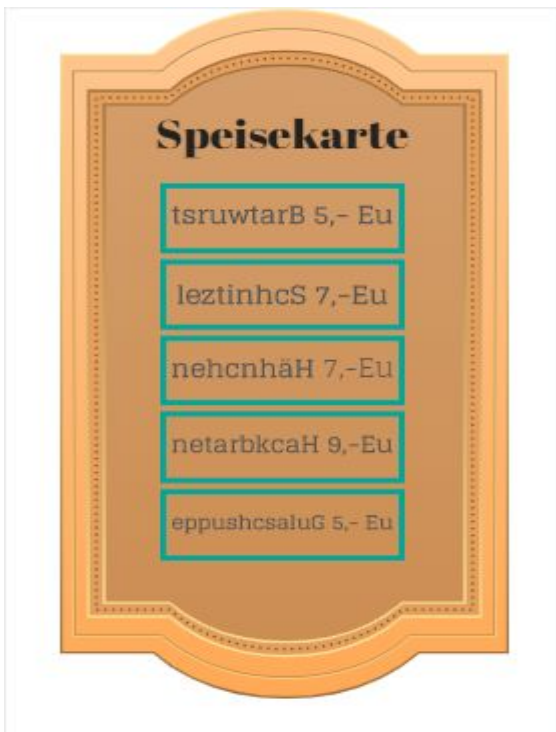 Speisekarte
tsruwtarB 5,- Eu
leztinhcS 7,-Eu
nehcnhäH 7,-Eu
netarbkcaH 9,-Eu
eppushcsaluG 5,- Eu